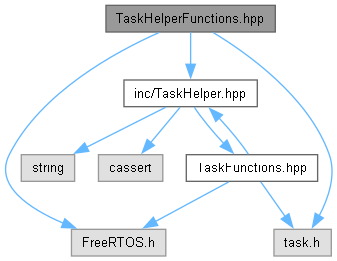 TaskHelperFunctions.hpp
inc/TaskHelper.hpp
string
cassert
TaskFunctions.hpp
FreeRTOS.h
task.h